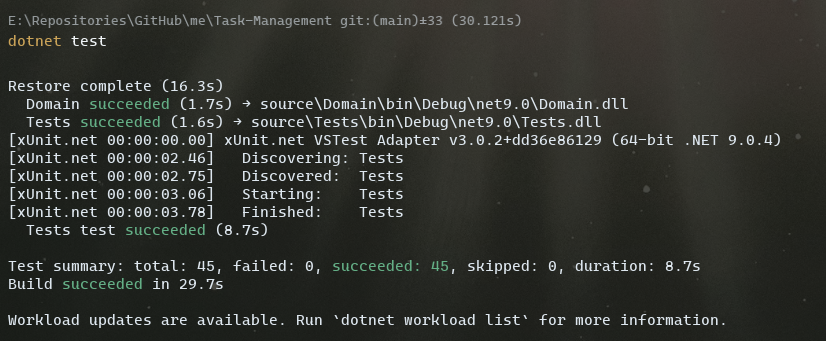 E:\Repositories\GitHub\me\Task-Management git:(main)±33 (30.121s)
dotnet test
Restore complete (16.3s)
  Domain succeeded (1.7s) → source\Domain\bin\Debug\net9.0\Domain.dll
  Tests succeeded (1.6s) → source\Tests\bin\Debug\net9.0\Tests.dll
[xUnit.net 00:00:00.00] xUnit.net VSTest Adapter v3.0.2+dd36e86129 (64-bit .NET 9.0.4)
[xUnit.net 00:00:02.46]   Discovering: Tests
[xUnit.net 00:00:02.75]   Discovered:  Tests
[xUnit.net 00:00:03.06]   Starting:    Tests
[xUnit.net 00:00:03.78]   Finished:    Tests
  Tests test succeeded (8.7s)
Test summary: total: 45, failed: 0, succeeded: 45, skipped: 0, duration: 8.7s
Build succeeded in 29.7s
Workload updates are available. Run `dotnet workload list` for more information.